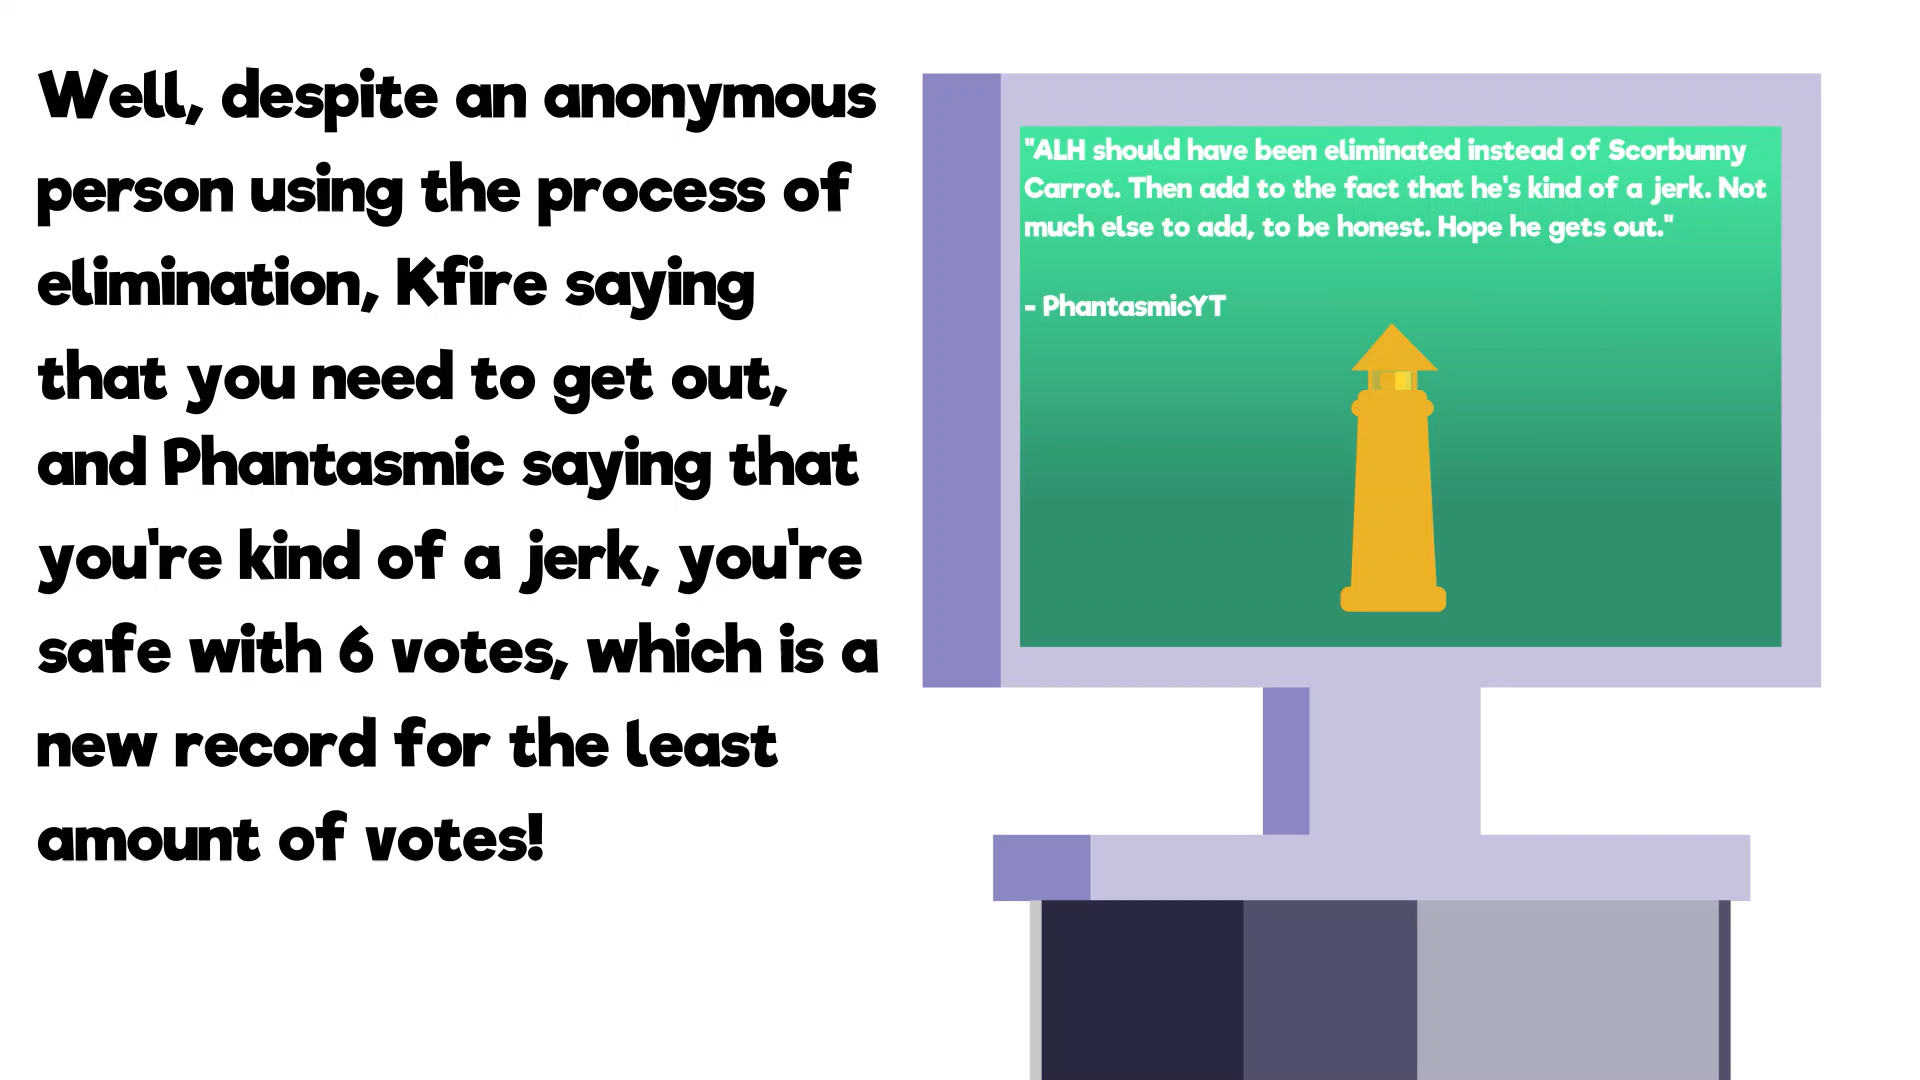 Well, despite an anonymous
person using the process of
elimination, Kfire saying
that you need to get out,
and Phantasmic saying that
you're kind of a jerk, you're
safe with 6 votes, which is a
new record for the least
amount of votes!
"ALH should have been eliminated instead of Scorbunny
Carrot. Then add to the fact that he's kind of a jerk. Not
much else to add, to be honest. Hope he gets out."
- PhantasmicYT